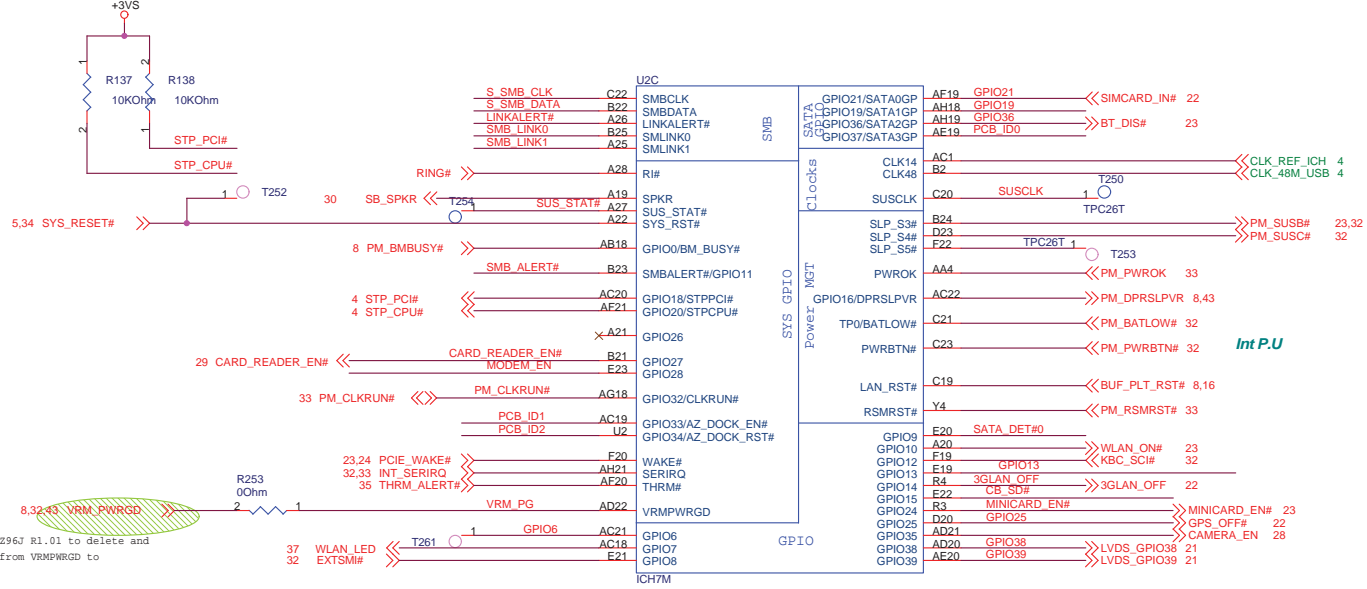 +3VS
1
2
R137
R138
10KOhm
10KOhm
2
1
STP_PCI#
STP_CPU#
1
T252
5,34 SYS_RESET#
U2C
S_SMB_CLK C22 SMBCLK
S_SMB_DATA B22 SMBDATA
LINKALERT# A26 LINKALERT#
SMB_LINK0 B25 SMLINK0
SMB_LINK1 A25 SMLINK1
RING# A28 RI#
30 SB_SPKR A19 SPKR
T254 1 SUS_STAT# A27 SUS_STAT#
A22 SYS_RST#
8 PM_BMBUSY# AB18 GPIO0/BM_BUSY#
SMB_ALERT# B23 SMBALERT#/GPIO11
4 STP_PCI# AC20 GPIO18/STPPCI#
4 STP_CPU# AF21 GPIO20/STPCPU#
A21 GPIO26
29 CARD_READER_EN# CARD_READER_EN# B21 GPIO27
MODEM_EN E23 GPIO28
33 PM_CLKRUN# PM_CLKRUN# AG18 GPIO32/CLKRUN#
PCB_ID1 AC19 GPIO33/AZ_DOCK_EN#
PCB_ID2 U2 GPIO34/AZ_DOCK_RST#
23,24 PCIE_WAKE# F20 WAKE#
32,33 INT_SERIRQ AH21 SERIRQ
35 THRM_ALERT# AF20 THRM#
R253
0Ohm
8,32,43 VRM_PWRGD 2 1 VRM_PG AD22 VRMPWRGD
T261 1 GPIO6 AC21 GPIO6
37 WLAN_LED AC18 GPIO7
32 EXTSMI# E21 GPIO8
Z96J R1.01 to delete and
from VRMPWRGD to
ICH7M
SMB
SATA
GPIO
Clocks
SYS GPIO
Power MGT
GPIO
GPIO21/SATA0GP AF19 GPIO21 SIMCARD_IN# 22
GPIO19/SATA1GP AH18 GPIO19
GPIO36/SATA2GP AH19 GPIO36 BT_DIS# 23
GPIO37/SATA3GP AE19 PCB_ID0
CLK14 AC1 CLK_REF_ICH 4
CLK48 B2 CLK_48M_USB 4
SUSCLK C20 SUSCLK 1 T250
TPC26T
SLP_S3# B24 PM_SUSB# 23,32
SLP_S4# D23 PM_SUSC# 32
SLP_S5# F22 TPC26T 1 T253
PWROK AA4 PM_PWROK 33
GPIO16/DPRSLPVR AC22 PM_DPRSLPVR 8,43
TP0/BATLOW# C21 PM_BATLOW# 32
PWRBTN# C23 PM_PWRBTN# 32
Int P.U
LAN_RST# C19 BUF_PLT_RST# 8,16
RSMRST# Y4 PM_RSMRST# 33
GPIO9 E20 SATA_DET#0
GPIO10 A20 WLAN_ON# 23
GPIO12 F19 KBC_SCI# 32
GPIO13 E19 GPIO13
GPIO14 R4 3GLAN_OFF 3GLAN_OFF 22
GPIO15 E22 CB_SD#
GPIO24 R3 MINICARD_EN# MINICARD_EN# 23
GPIO25 D20 GPIO25 GPS_OFF# 22
GPIO35 AD21 CAMERA_EN 28
GPIO38 AD20 GPIO38 LVDS_GPIO38 21
GPIO39 AE20 GPIO39 LVDS_GPIO39 21